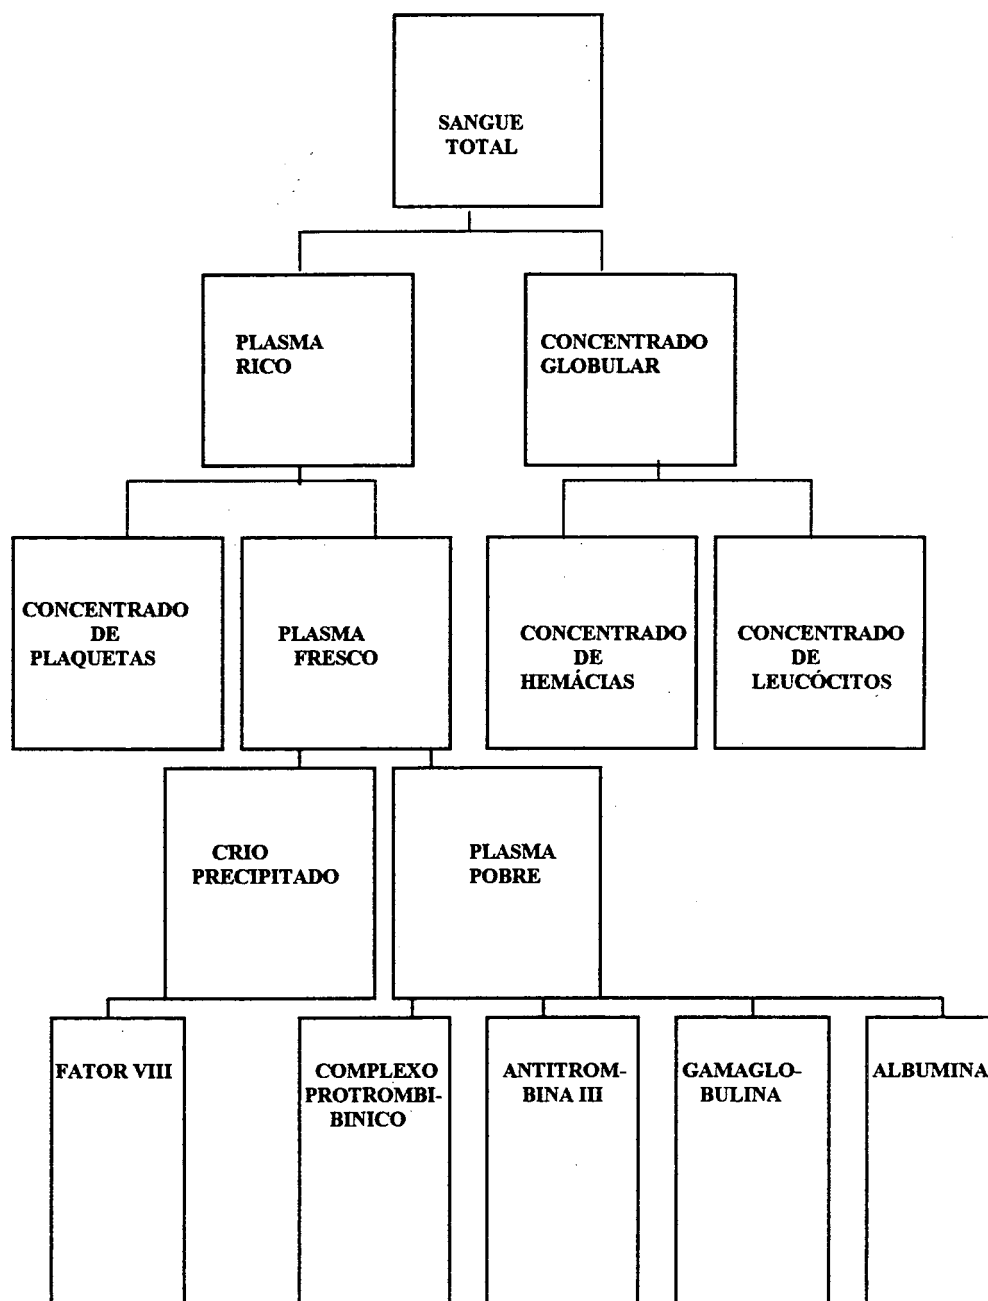 SANGUE
TOTAL
PLASMA
RICO
CONCENTRADO
GLOBULAR
CONCENTRADO
DE
PLAQUETAS
PLASMA
FRESCO
CONCENTRADO
DE
HEMÁCIAS
CONCENTRADO
DE
LEUCÓCITOS
CRIO
PRECIPITADO
PLASMA
POBRE
FATOR VIII
COMPLEXO
PROTROMBI-
BINICO
ANTITROM-
BINA III
GAMAGLO-
BULINA
ALBUMINA